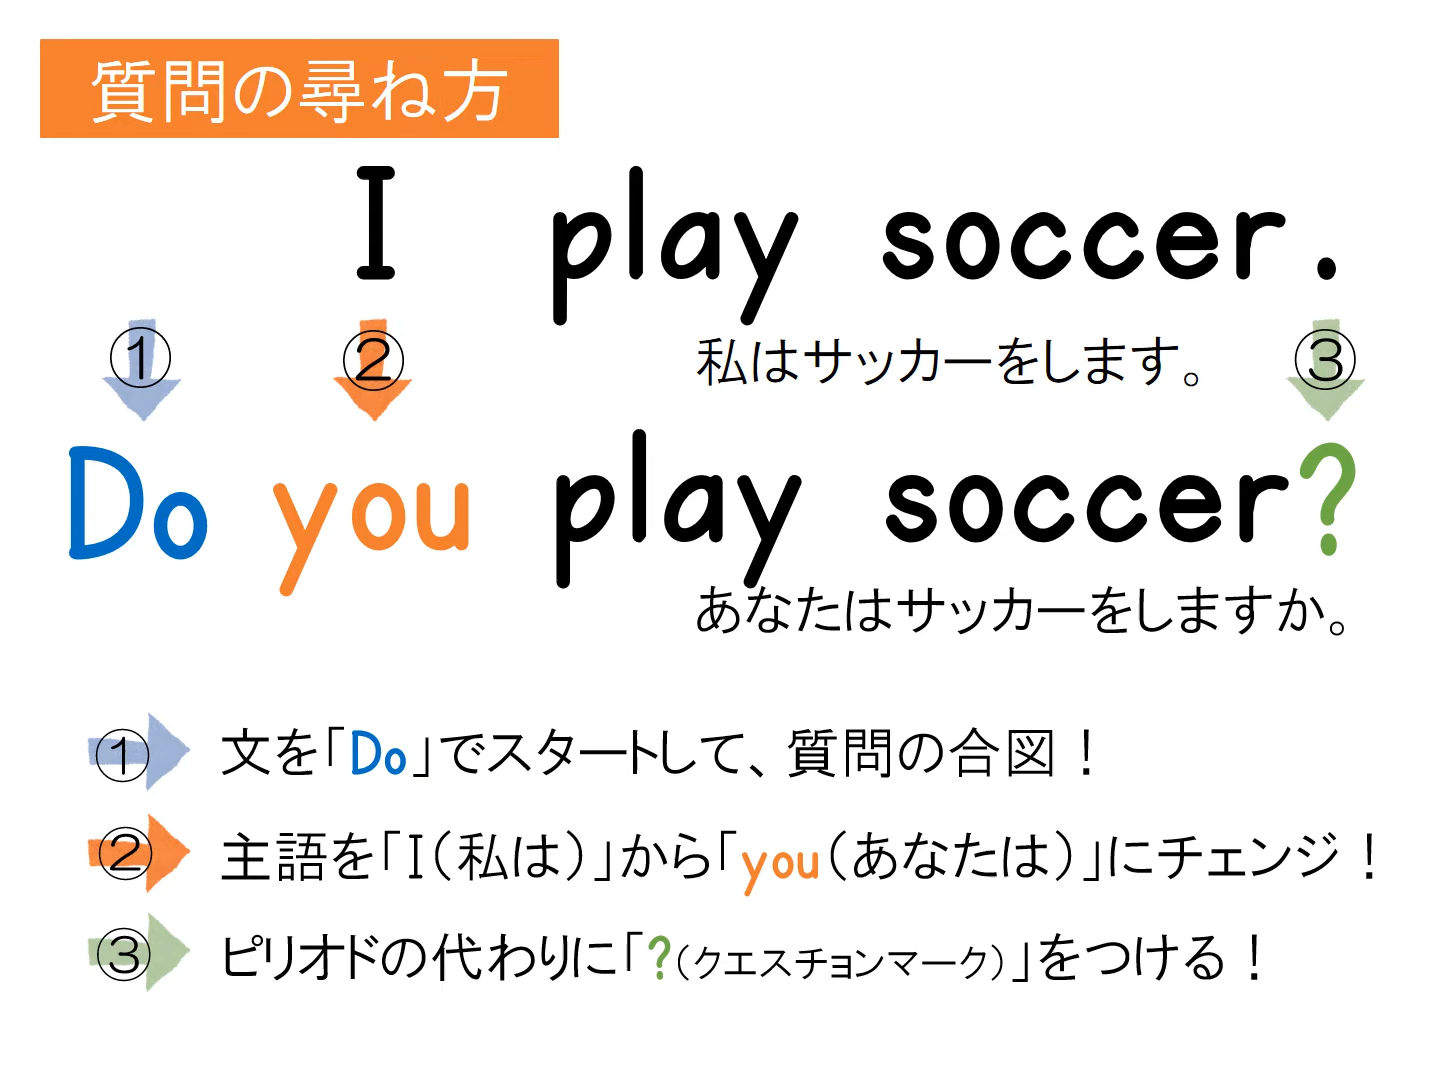 質問の尋ね方
I play soccer.
① ② 私はサッカーをします。 ③
Do you play soccer?
あなたはサッカーをしますか。
① 文を「Do」でスタートして、質問の合図！
② 主語を「I（私は）」から「you（あなたは）」にチェンジ！
③ ピリオドの代わりに「?（クエスチョンマーク）」をつける！